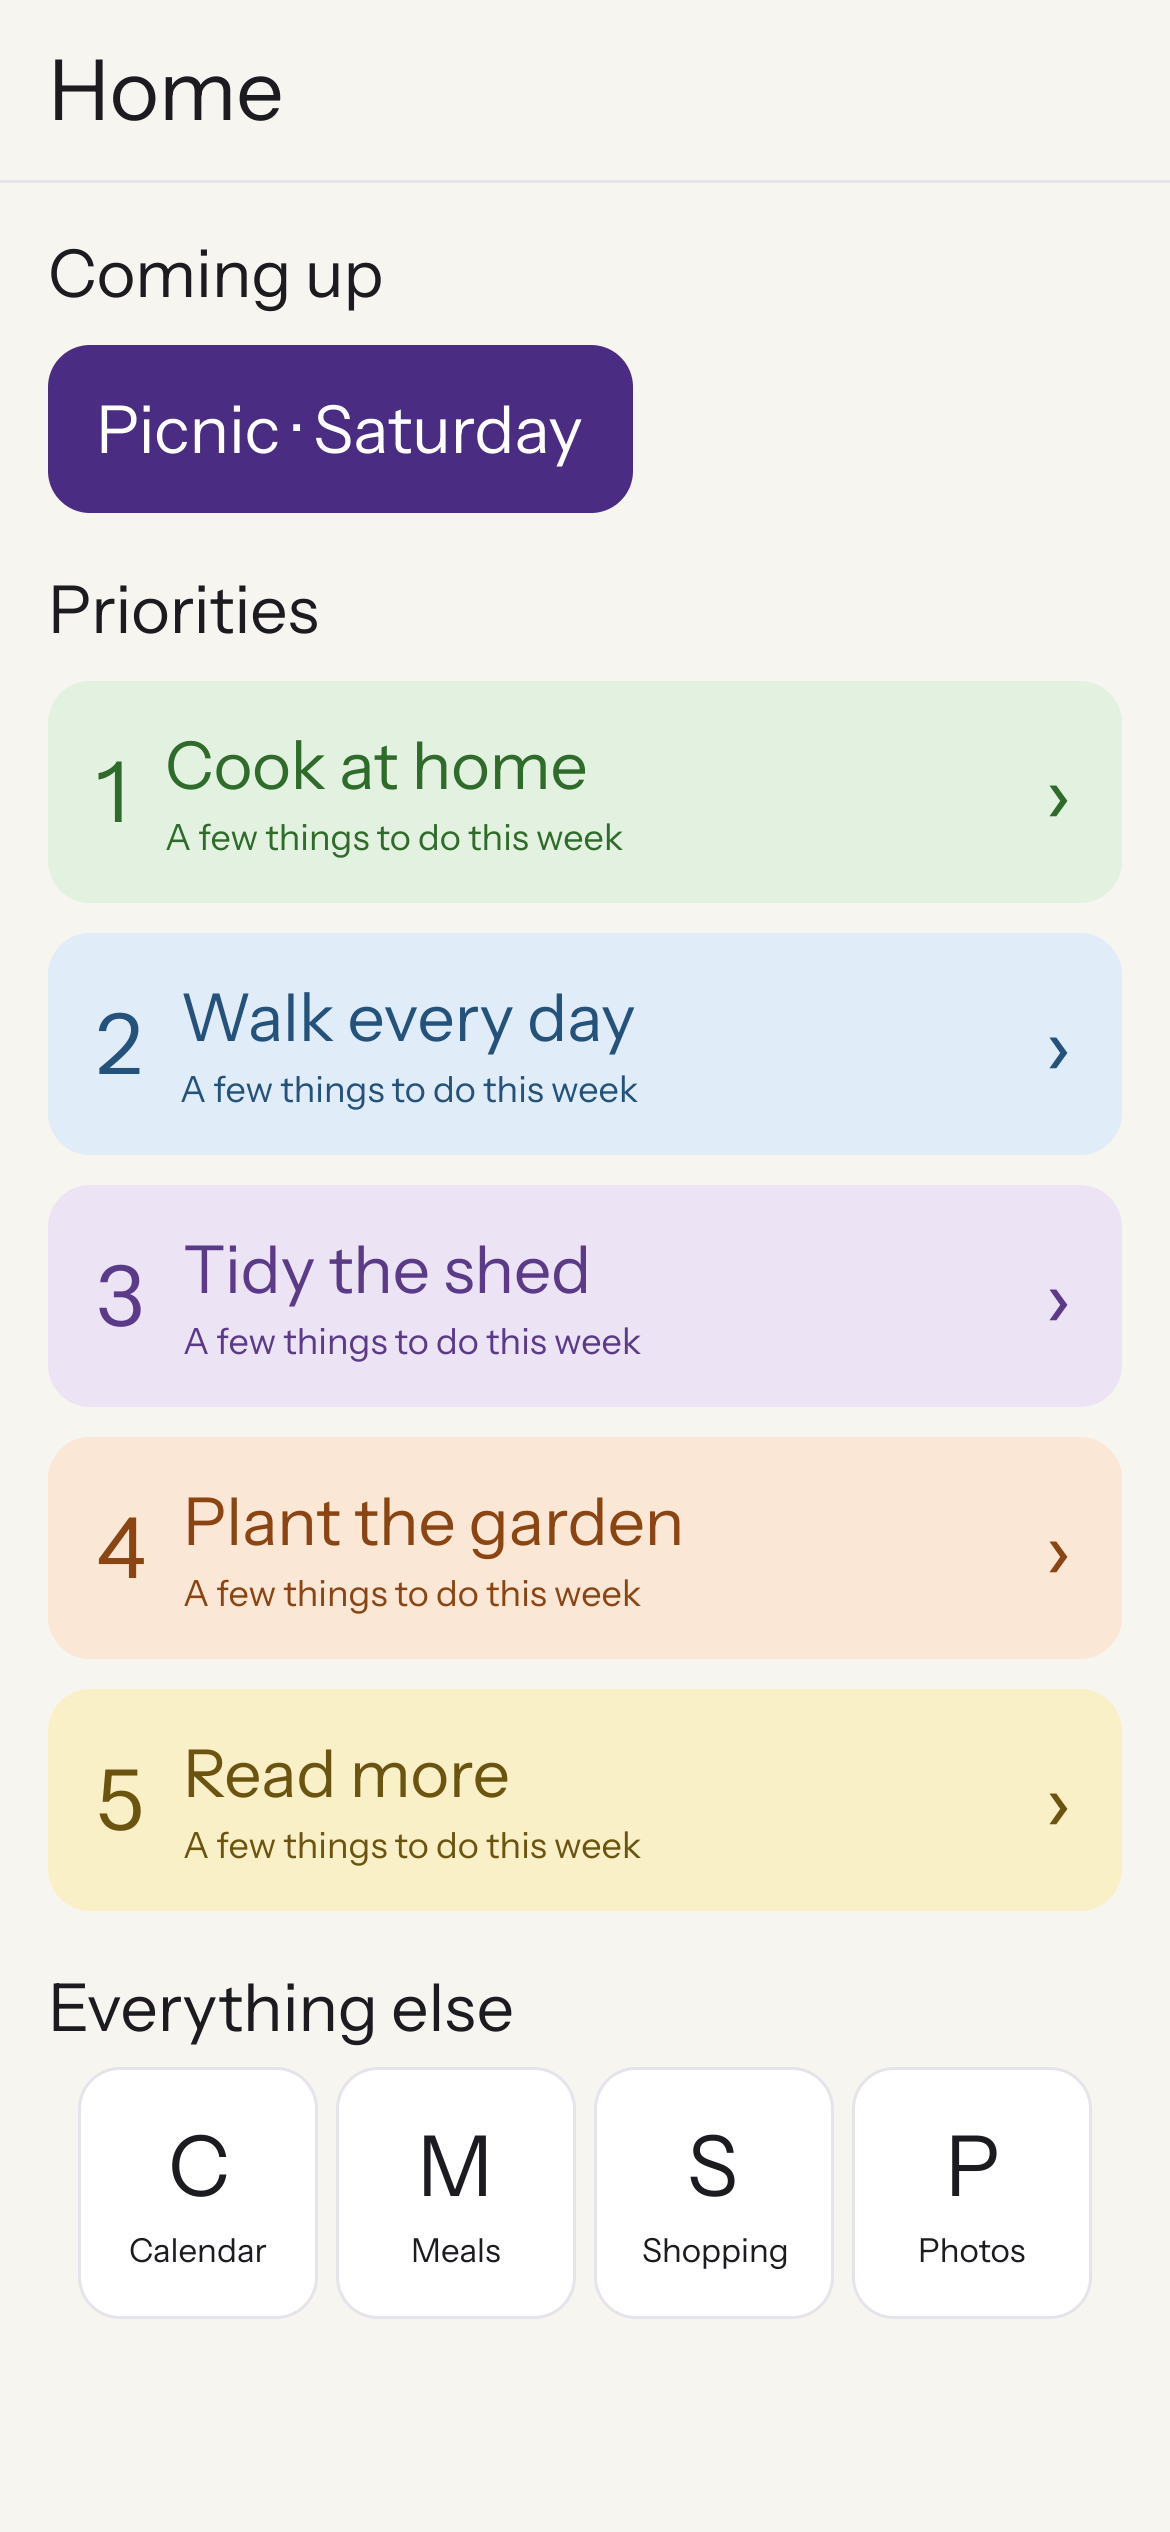 Home
Coming up
Picnic · Saturday
Priorities
1
Cook at home
A few things to do this week
›
2
Walk every day
A few things to do this week
›
3
Tidy the shed
A few things to do this week
›
4
Plant the garden
A few things to do this week
›
5
Read more
A few things to do this week
›
Everything else
C
Calendar
M
Meals
S
Shopping
P
Photos